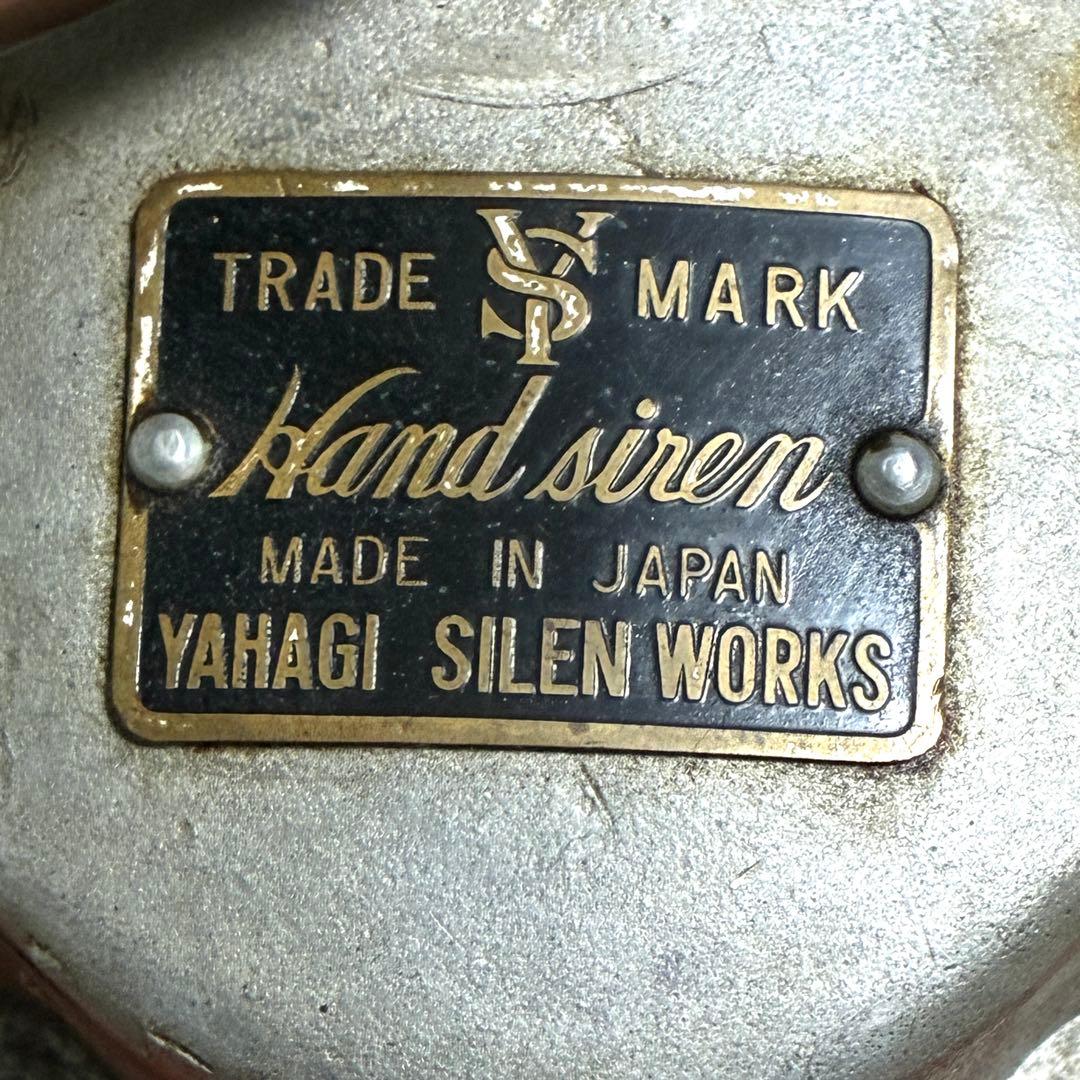 TRADE YS MARK
Hand siren
MADE IN JAPAN
YAHAGI SILEN WORKS